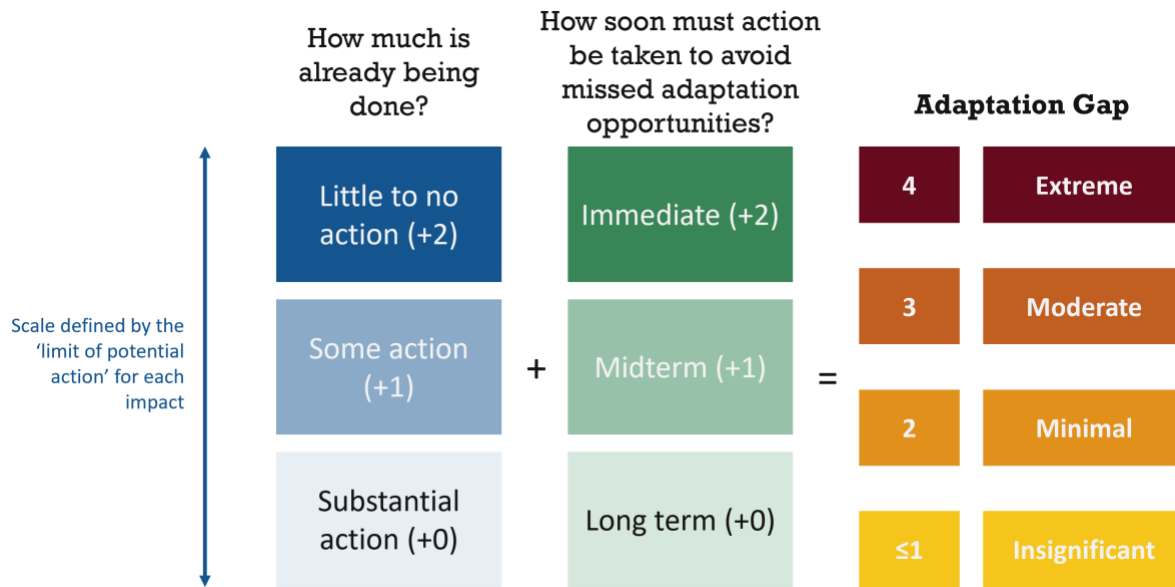 How much is
already being
done?
How soon must action
be taken to avoid
missed adaptation
opportunities?
Adaptation Gap
Scale defined by the
‘limit of potential
action’ for each
impact
Little to no
action (+2)
Some action
(+1)
Substantial
action (+0)
+
Immediate (+2)
Midterm (+1)
Long term (+0)
=
4 Extreme
3 Moderate
2 Minimal
≤1 Insignificant